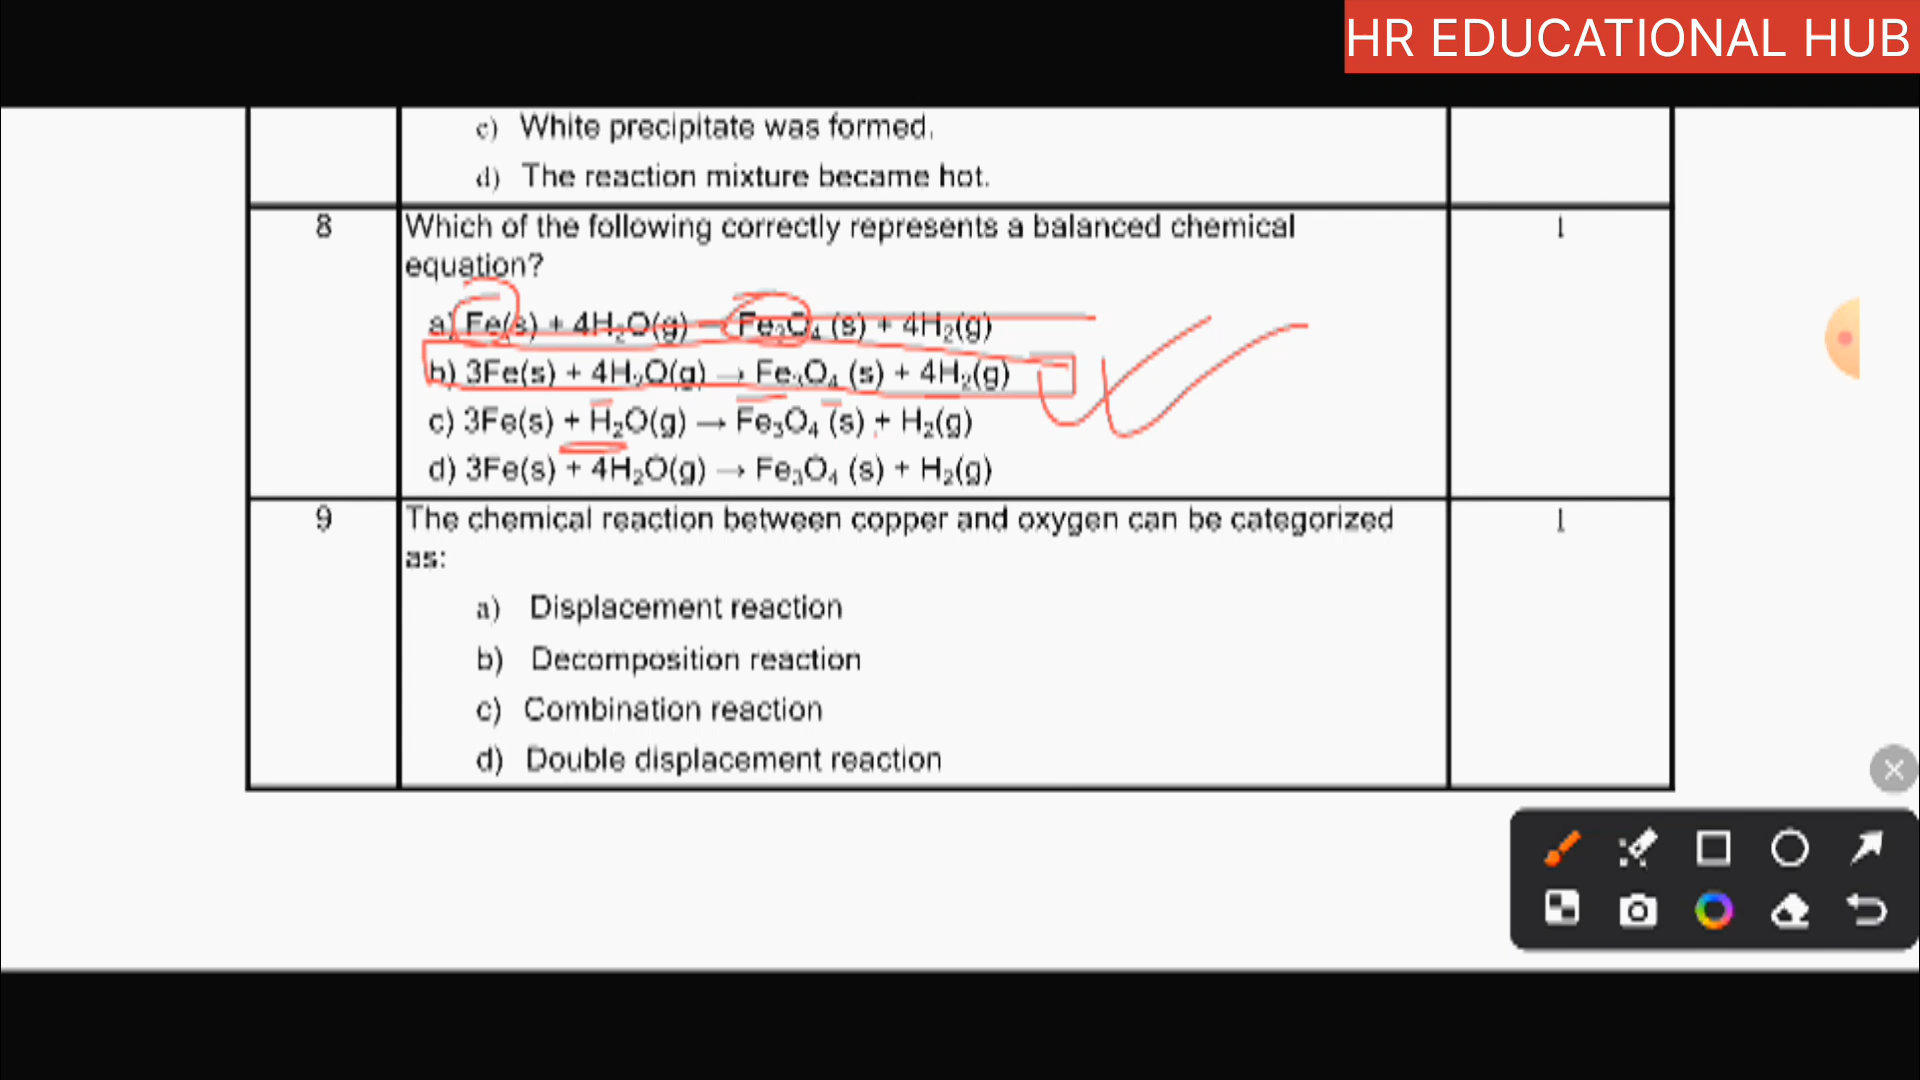 HR EDUCATIONAL HUB
c) White precipitate was formed.
d) The reaction mixture became hot.
8 Which of the following correctly represents a balanced chemical 1
equation?
a) Fe(s) + 4H₂O(g) → Fe₃O₄ (s) + 4H₂(g)
b) 3Fe(s) + 4H₂O(g) → Fe₃O₄ (s) + 4H₂(g)
c) 3Fe(s) + H₂O(g) → Fe₃O₄ (s) + H₂(g)
d) 3Fe(s) + 4H₂O(g) → Fe₃O₄ (s) + H₂(g)
9 The chemical reaction between copper and oxygen can be categorized 1
as:
a) Displacement reaction
b) Decomposition reaction
c) Combination reaction
d) Double displacement reaction